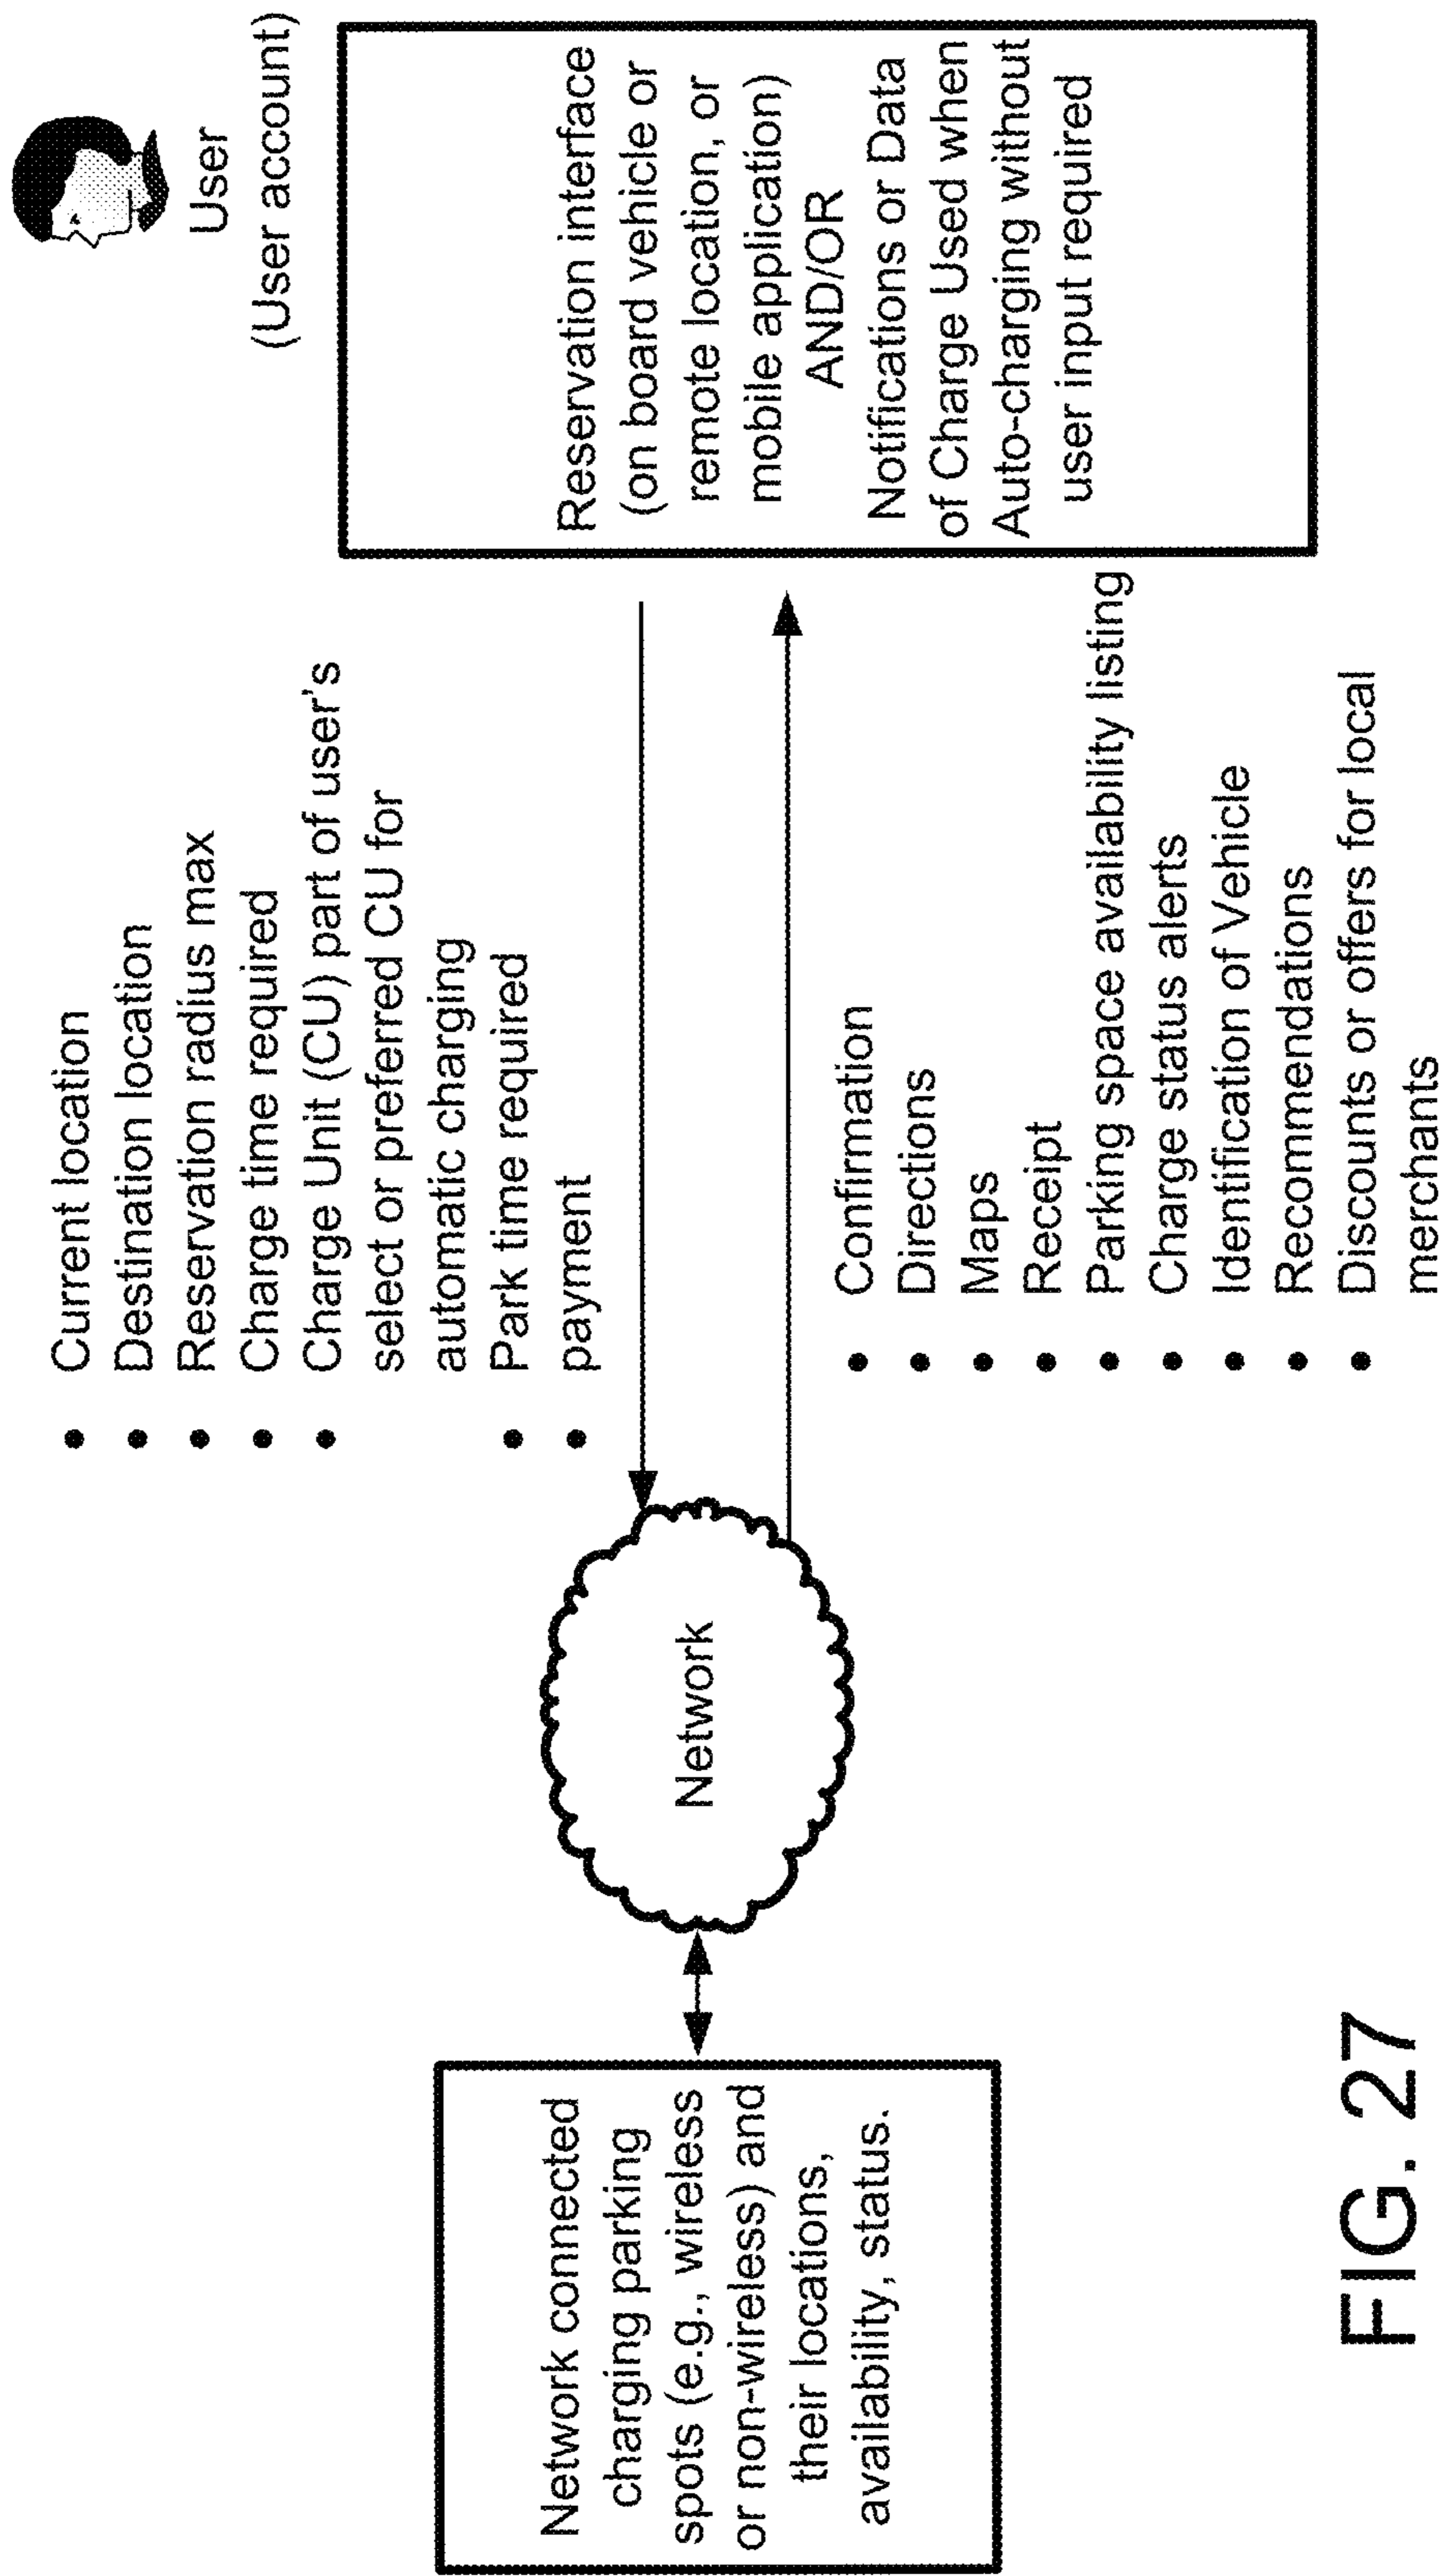 User
(User account)
• Current location
• Destination location
• Reservation radius max
• Charge time required
• Charge Unit (CU) part of user's
select or preferred CU for
automatic charging
• Park time required
• payment
Network connected
charging parking
spots (e.g., wireless
or non-wireless) and
their locations,
availability, status.
Network
Reservation interface
(on board vehicle or
remote location, or
mobile application)
AND/OR
Notifications or Data
of Charge Used when
Auto-charging without
user input required
• Confirmation
• Directions
• Maps
• Receipt
• Parking space availability listing
• Charge status alerts
• Identification of Vehicle
• Recommendations
• Discounts or offers for local
merchants
FIG. 27